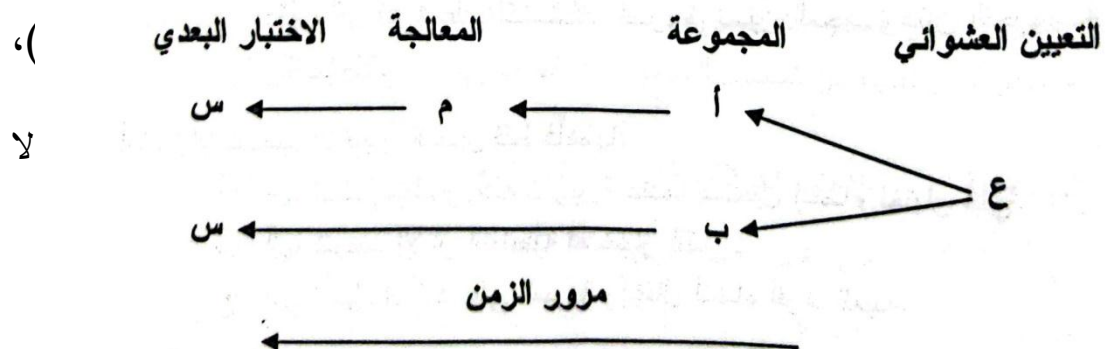 التعيين العشوائي المجموعة المعالجة الاختبار البعدي )،
أ م س
لا
ع
ب س
مرور الزمن